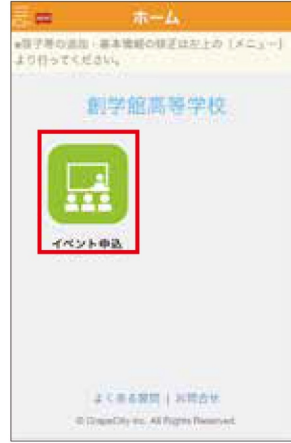 ホーム
●様子等の追加・基本情報の修正は左上の［メニュー］
より行ってください。
創学館高等学校
イベント申込
よくある質問 | お問合せ
© GrapeCity inc. All Rights Reserved.